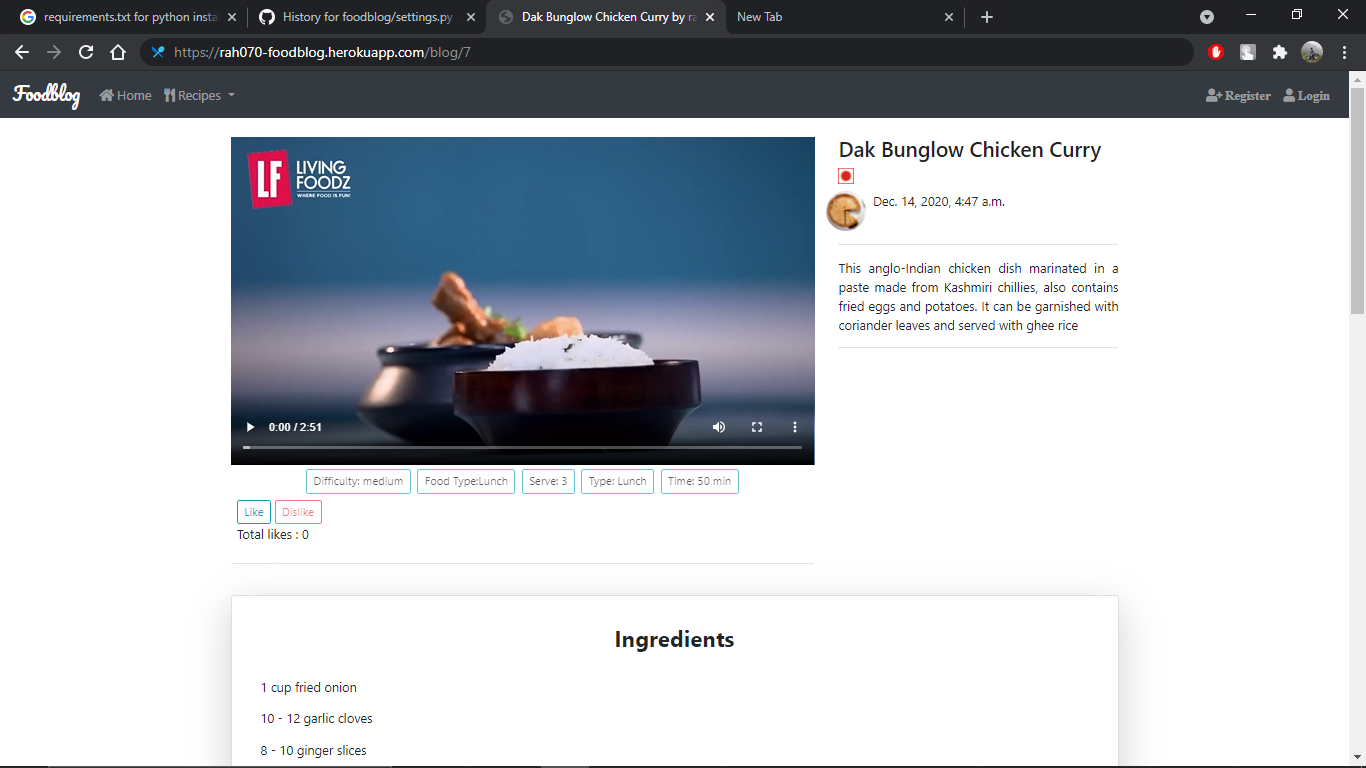 requirements.txt for python insta
History for foodblog/settings.py
Dak Bunglow Chicken Curry by ra
New Tab
https://rah070-foodblog.herokuapp.com/blog/7
Foodblog
Home
Recipes
Register
Login
LF LIVING FOODZ
WHERE FOOD IS FUN!
0:00 / 2:51
Dak Bunglow Chicken Curry
Dec. 14, 2020, 4:47 a.m.
This anglo-Indian chicken dish marinated in a
paste made from Kashmiri chillies, also contains
fried eggs and potatoes. It can be garnished with
coriander leaves and served with ghee rice
Difficulty: medium
Food Type:Lunch
Serve: 3
Type: Lunch
Time: 50 min
Like
Dislike
Total likes : 0
Ingredients
1 cup fried onion
10 - 12 garlic cloves
8 - 10 ginger slices